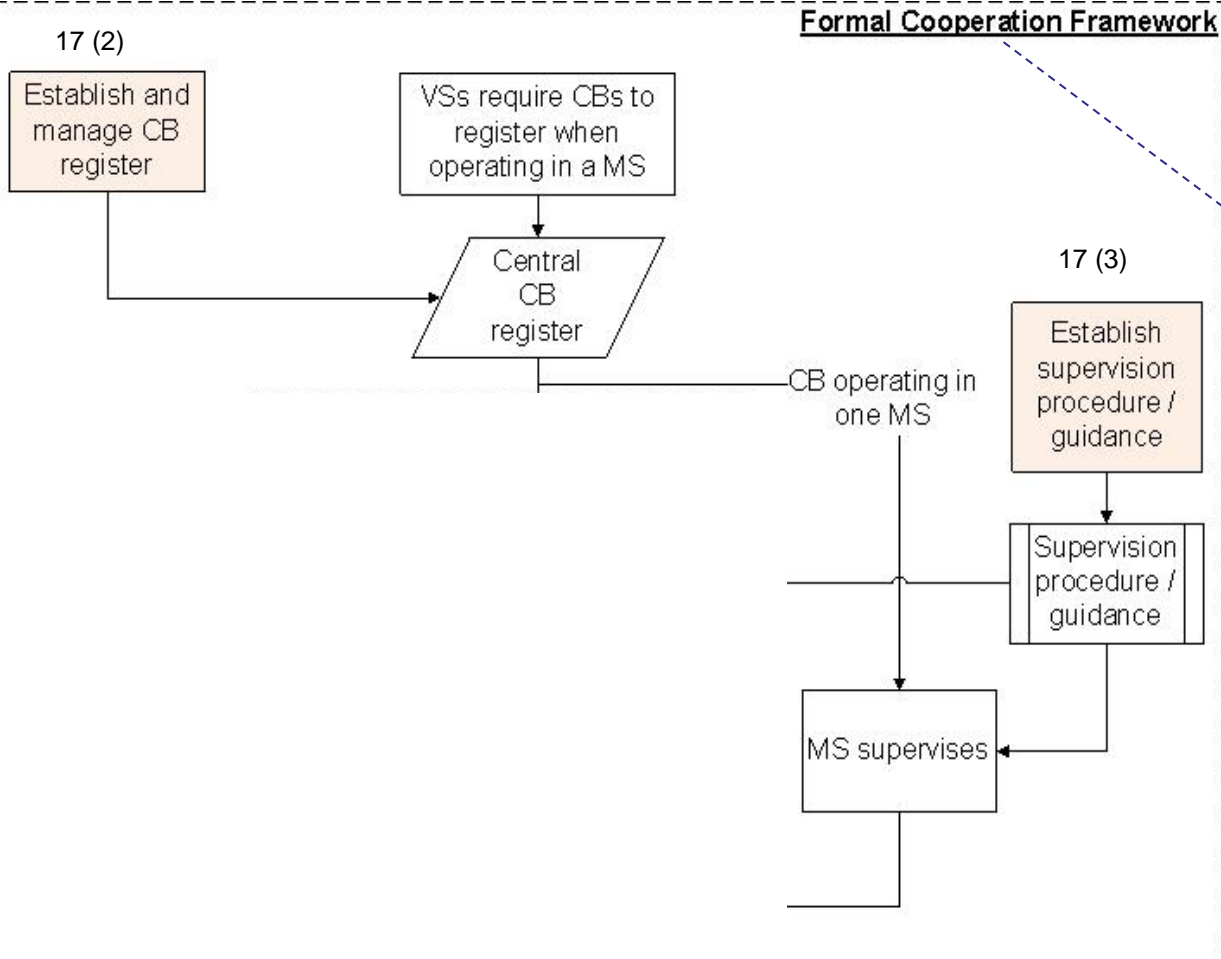 Formal Cooperation Framework
17 (2)
Establish and
manage CB
register
VSs require CBs to
register when
operating in a MS
Central
CB
register
17 (3)
Establish
supervision
procedure /
guidance
CB operating in
one MS
Supervision
procedure /
guidance
MS supervises